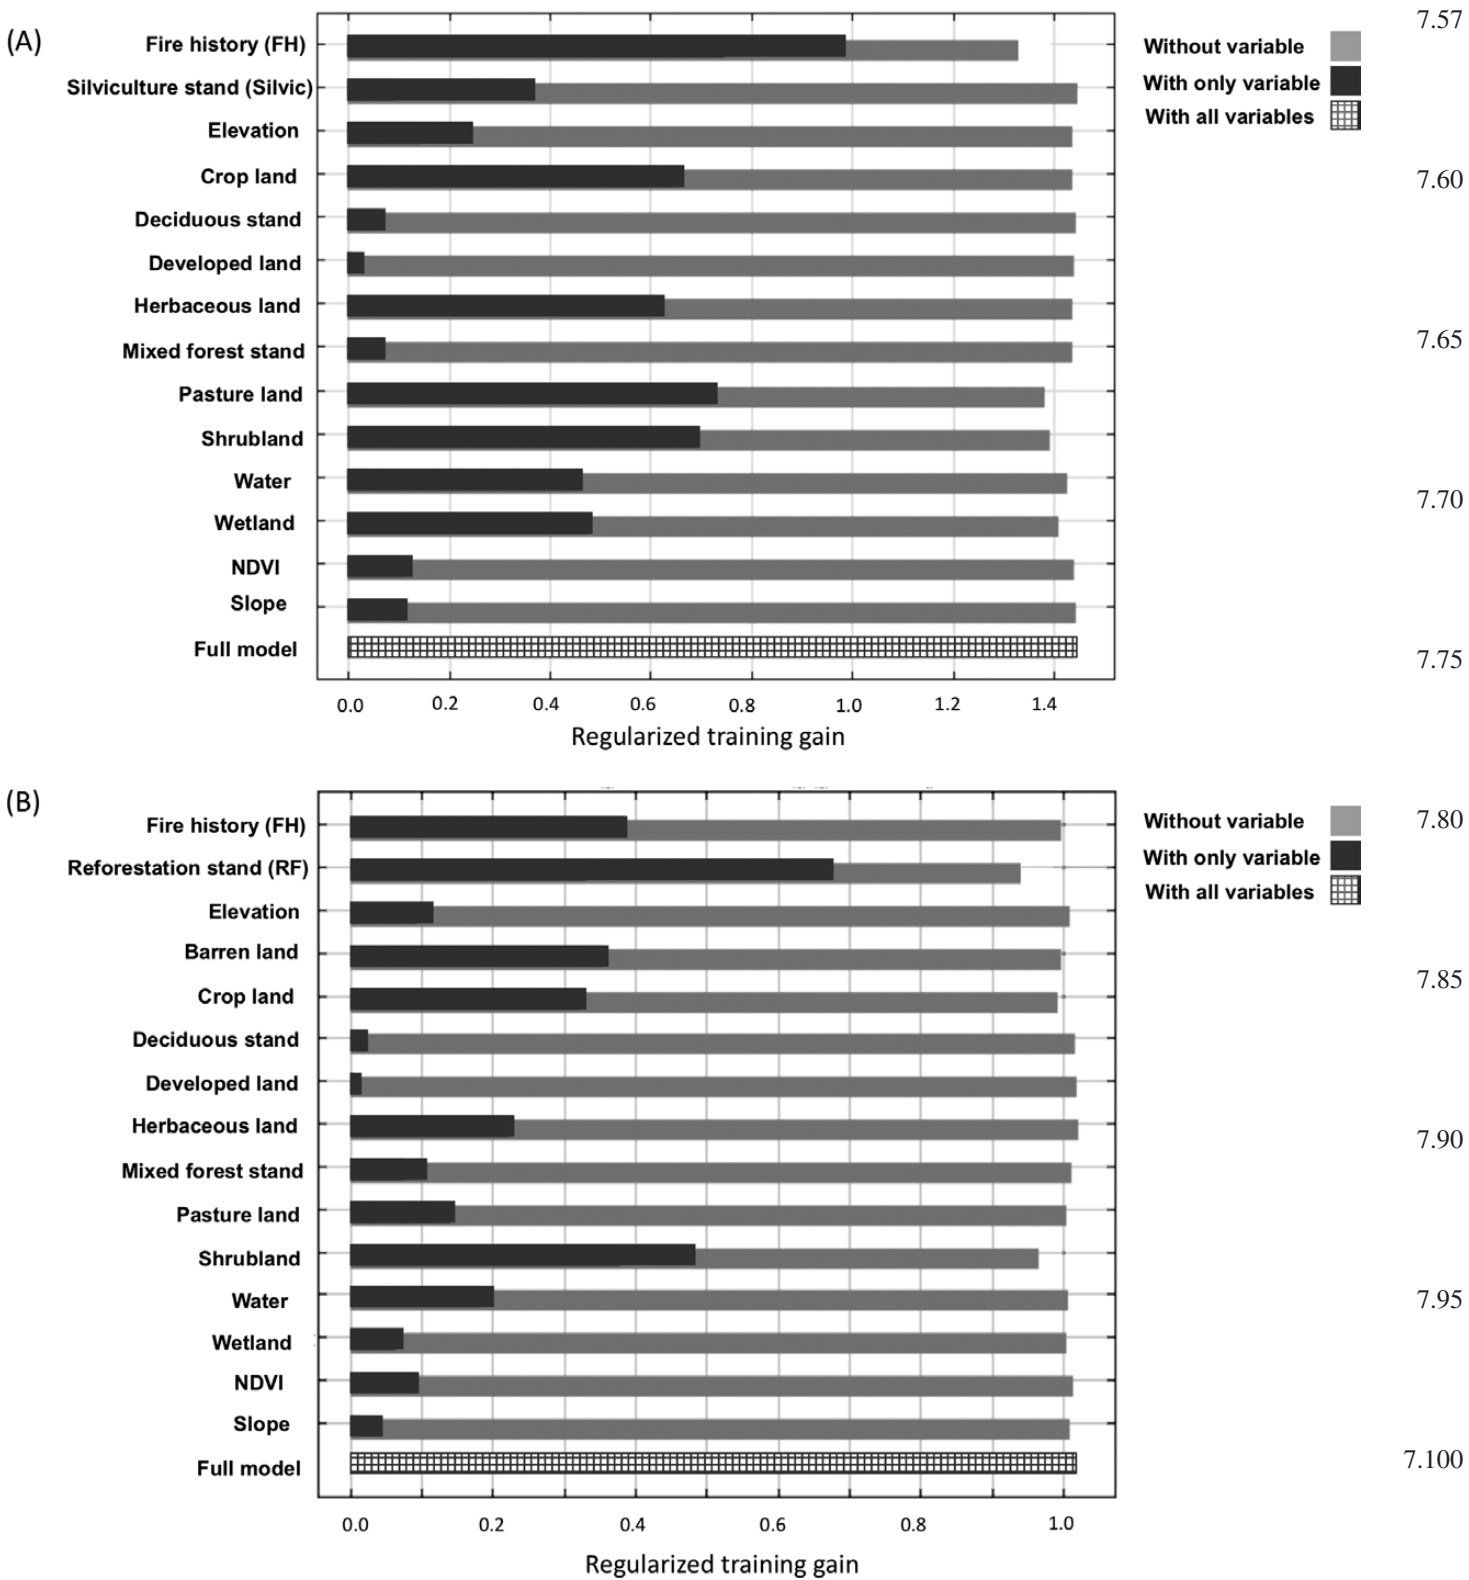 7.57
(A)
Fire history (FH)
Silviculture stand (Silvic)
Elevation
Crop land
Deciduous stand
Developed land
Herbaceous land
Mixed forest stand
Pasture land
Shrubland
Water
Wetland
NDVI
Slope
Full model
0.0 0.2 0.4 0.6 0.8 1.0 1.2 1.4
Regularized training gain
Without variable
With only variable
With all variables
7.60
7.65
7.70
7.75
(B)
Fire history (FH)
Reforestation stand (RF)
Elevation
Barren land
Crop land
Deciduous stand
Developed land
Herbaceous land
Mixed forest stand
Pasture land
Shrubland
Water
Wetland
NDVI
Slope
Full model
0.0 0.2 0.4 0.6 0.8 1.0
Regularized training gain
Without variable
With only variable
With all variables
7.80
7.85
7.90
7.95
7.100